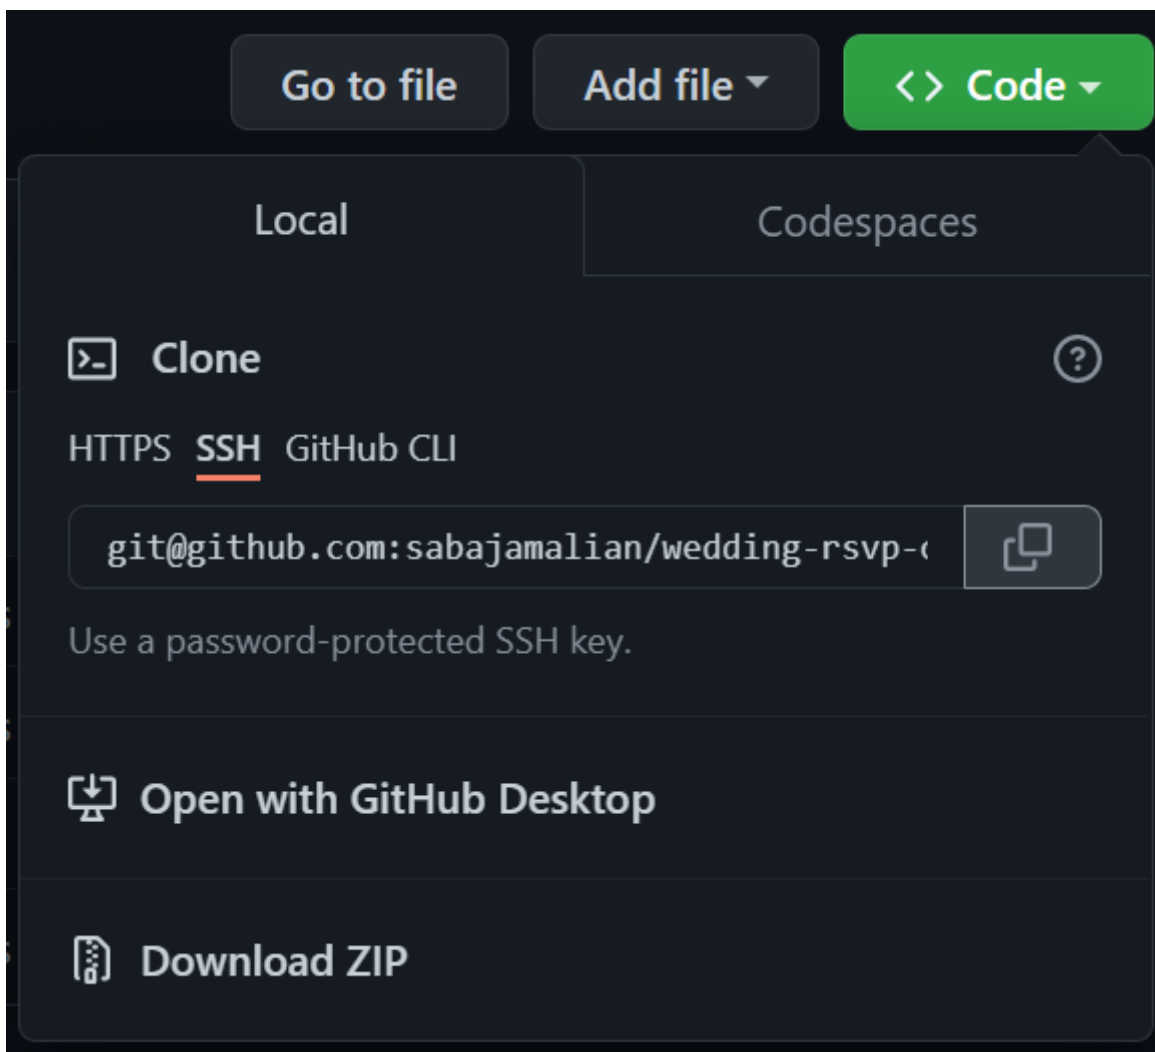 Go to file Add file <> Code
Local Codespaces
Clone
HTTPS SSH GitHub CLI
git@github.com:sabajamalian/wedding-rsvp-
Use a password-protected SSH key.
Open with GitHub Desktop
Download ZIP